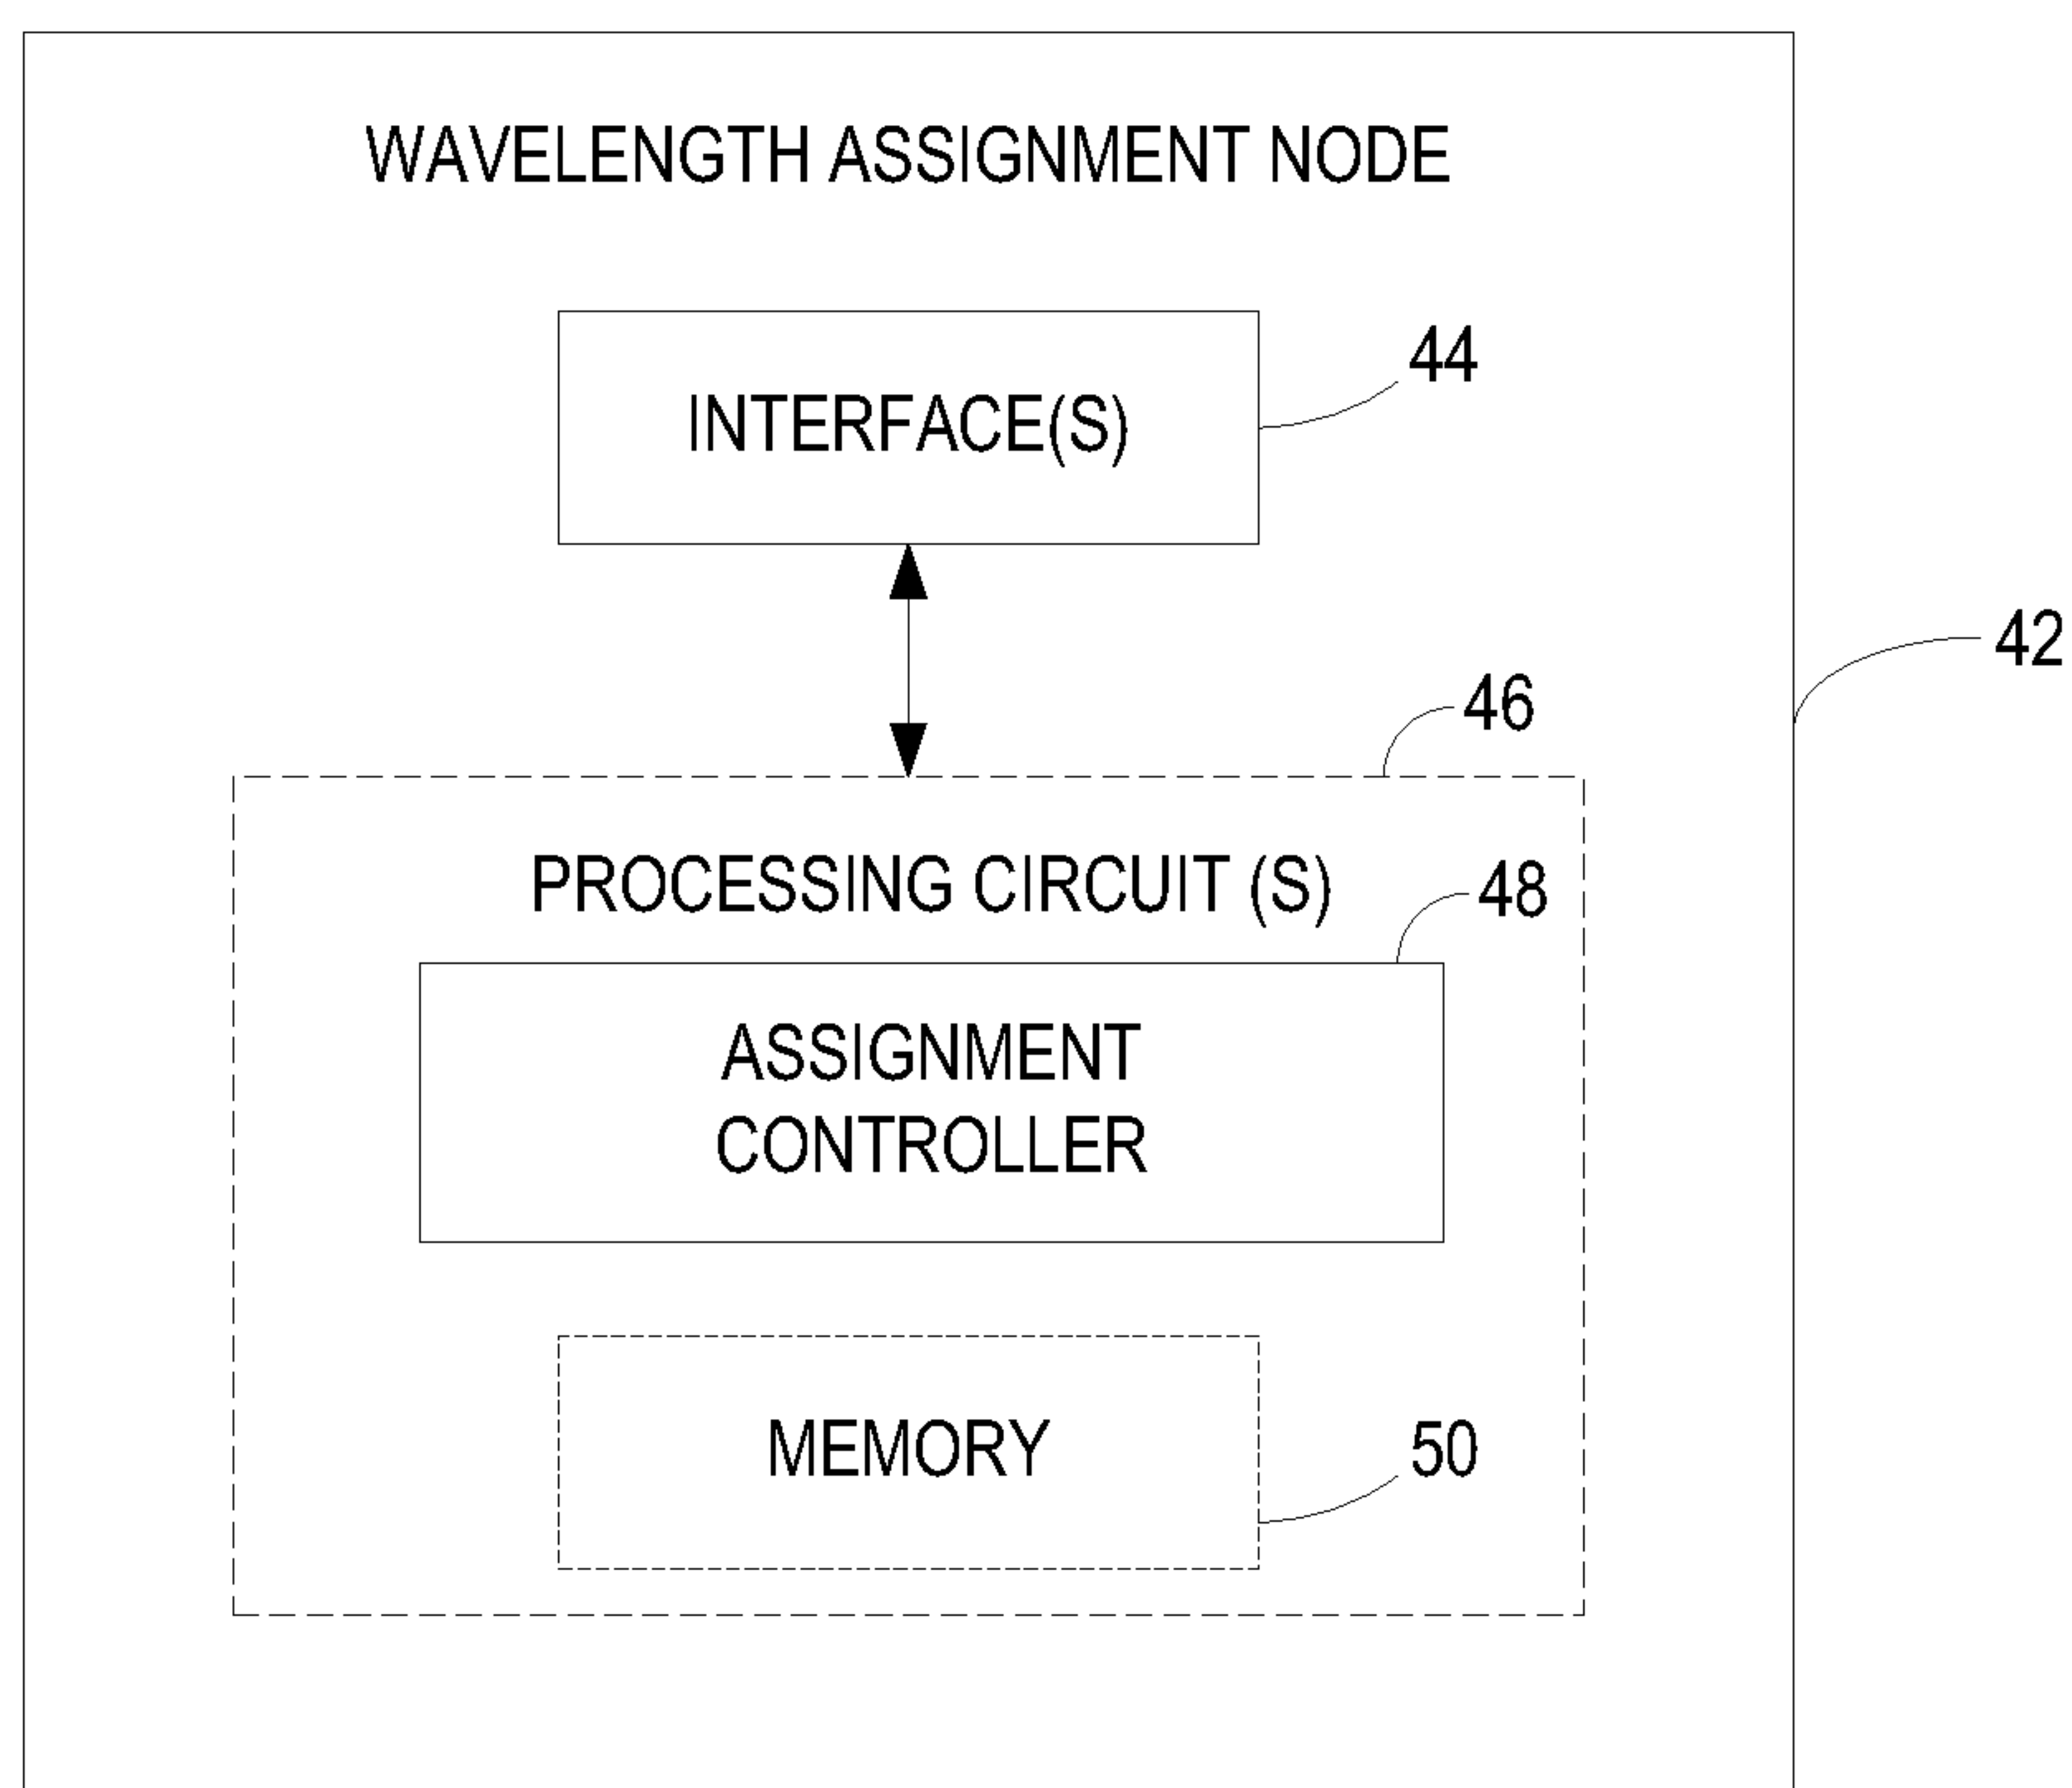 WAVELENGTH ASSIGNMENT NODE
INTERFACE(S)
44
42
46
PROCESSING CIRCUIT (S)
48
ASSIGNMENT
CONTROLLER
MEMORY
50